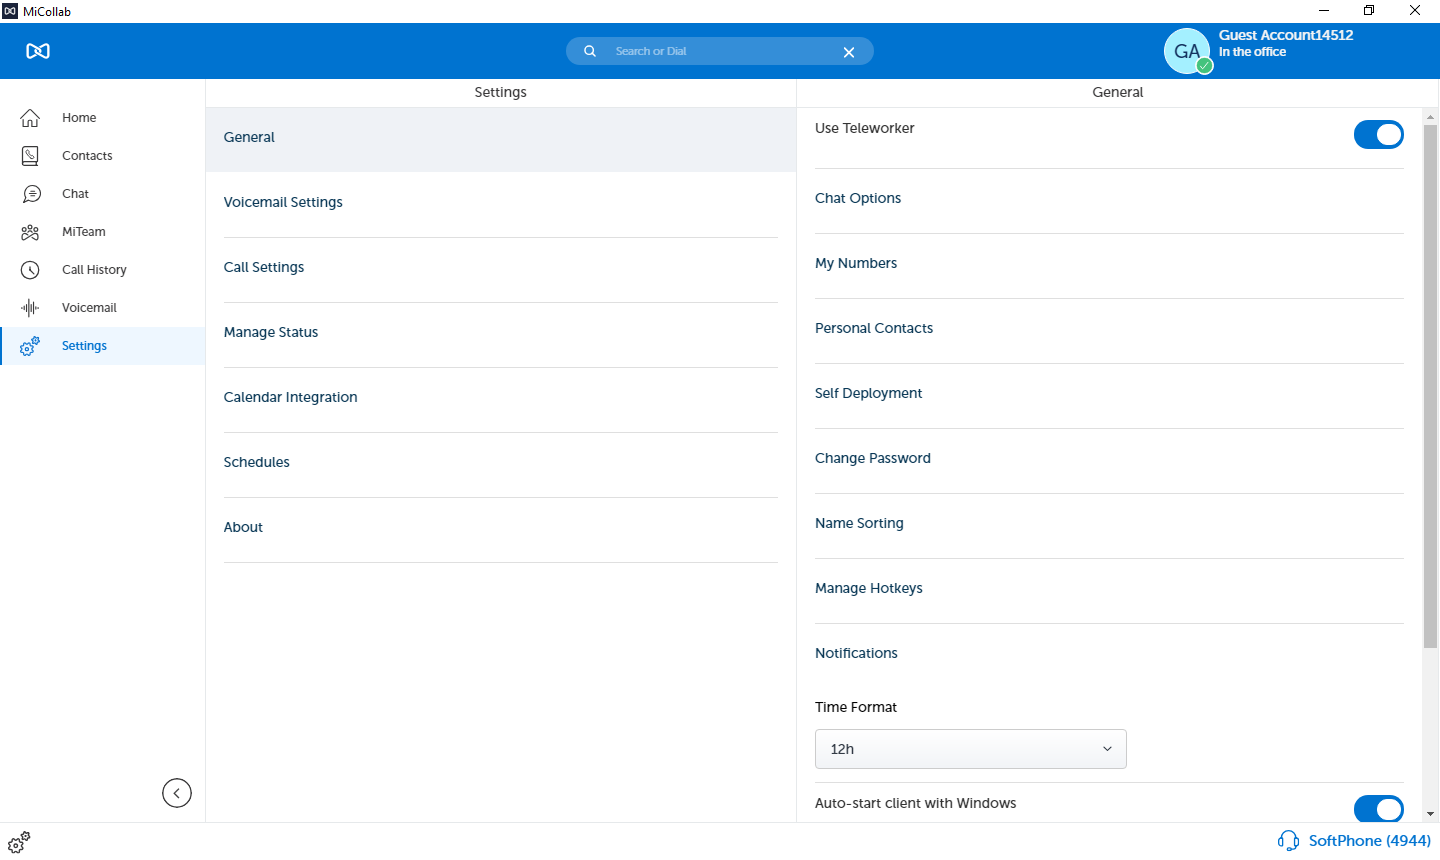 MiCollab
Search or Dial
GA
Guest Account14512
In the office
Home
Contacts
Chat
MiTeam
Call History
Voicemail
Settings
Settings
General
Voicemail Settings
Call Settings
Manage Status
Calendar Integration
Schedules
About
General
Use Teleworker
Chat Options
My Numbers
Personal Contacts
Self Deployment
Change Password
Name Sorting
Manage Hotkeys
Notifications
Time Format
12h
Auto-start client with Windows
SoftPhone (4944)